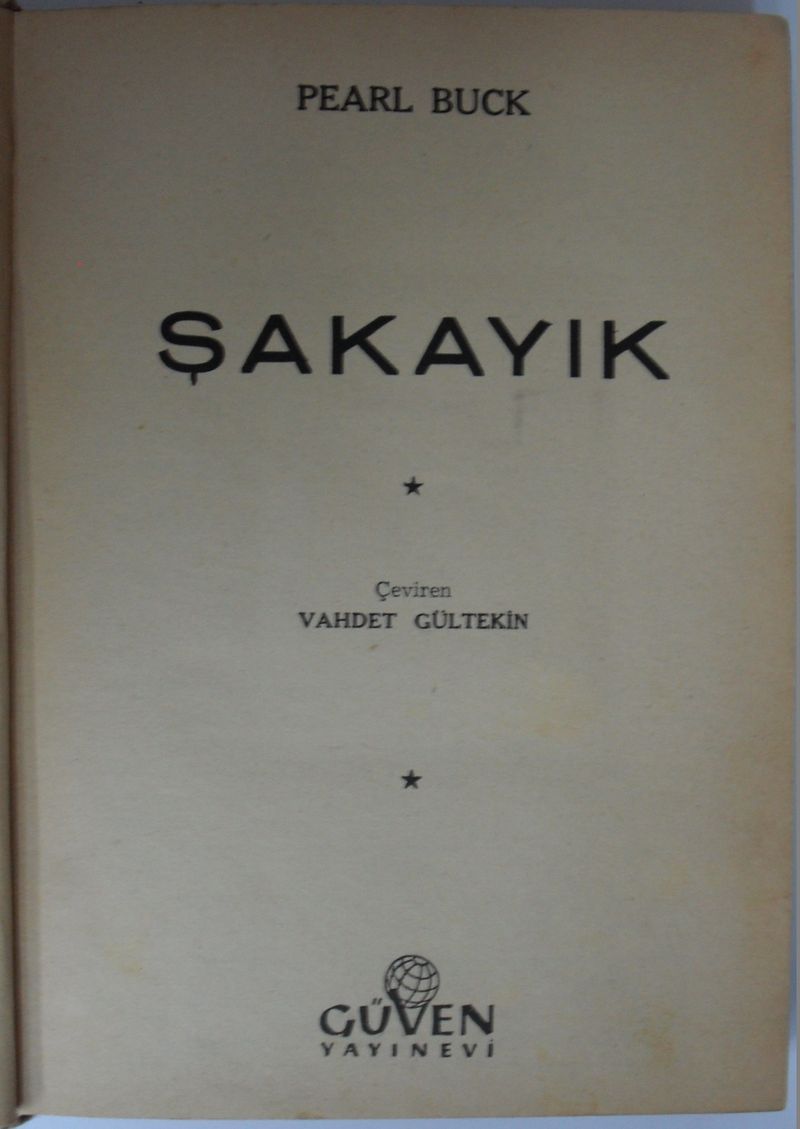 PEARL BUCK
ŞAKAYIK
Çeviren
VAHDET GÜLTEKİN
GÜVEN
YAYINEVİ